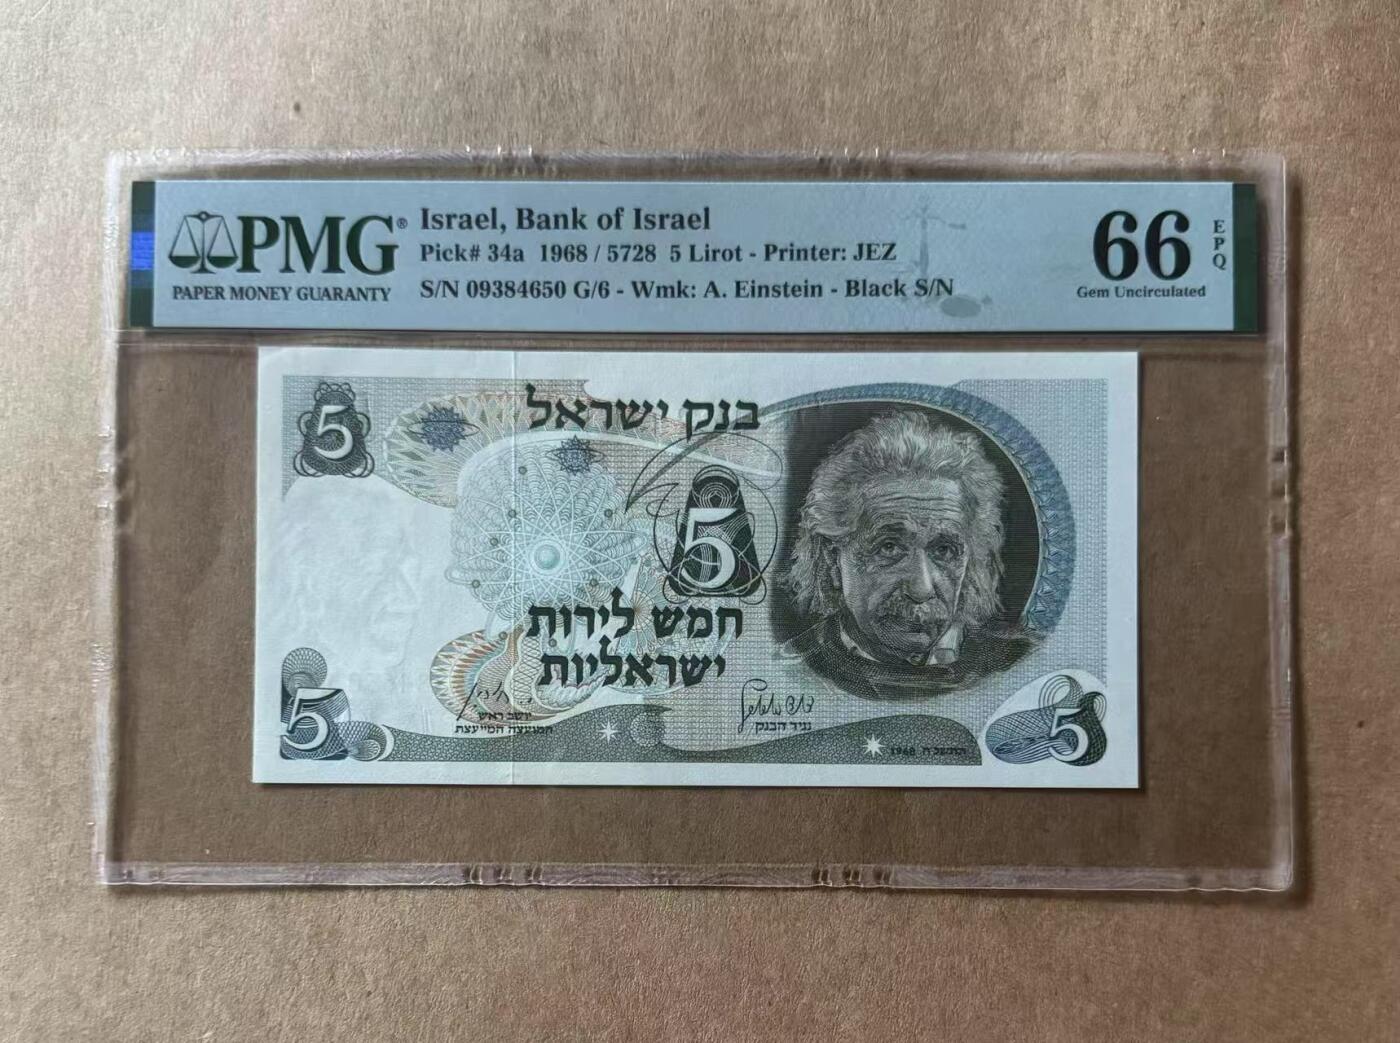 PMG®
PAPER MONEY GUARANTY
Israel, Bank of Israel
Pick# 34a 1968 / 5728 5 Lirot - Printer: JEZ
S/N 09384650 G/6 - Wmk: A. Einstein - Black S/N
66
EPQ
Gem Uncirculated
5
בנק ישראל
5
חמש לירות
ישראליות
יושב ראש
המועצה המייעצת
נגיד הבנק
5
1968 התשכ"ח
5